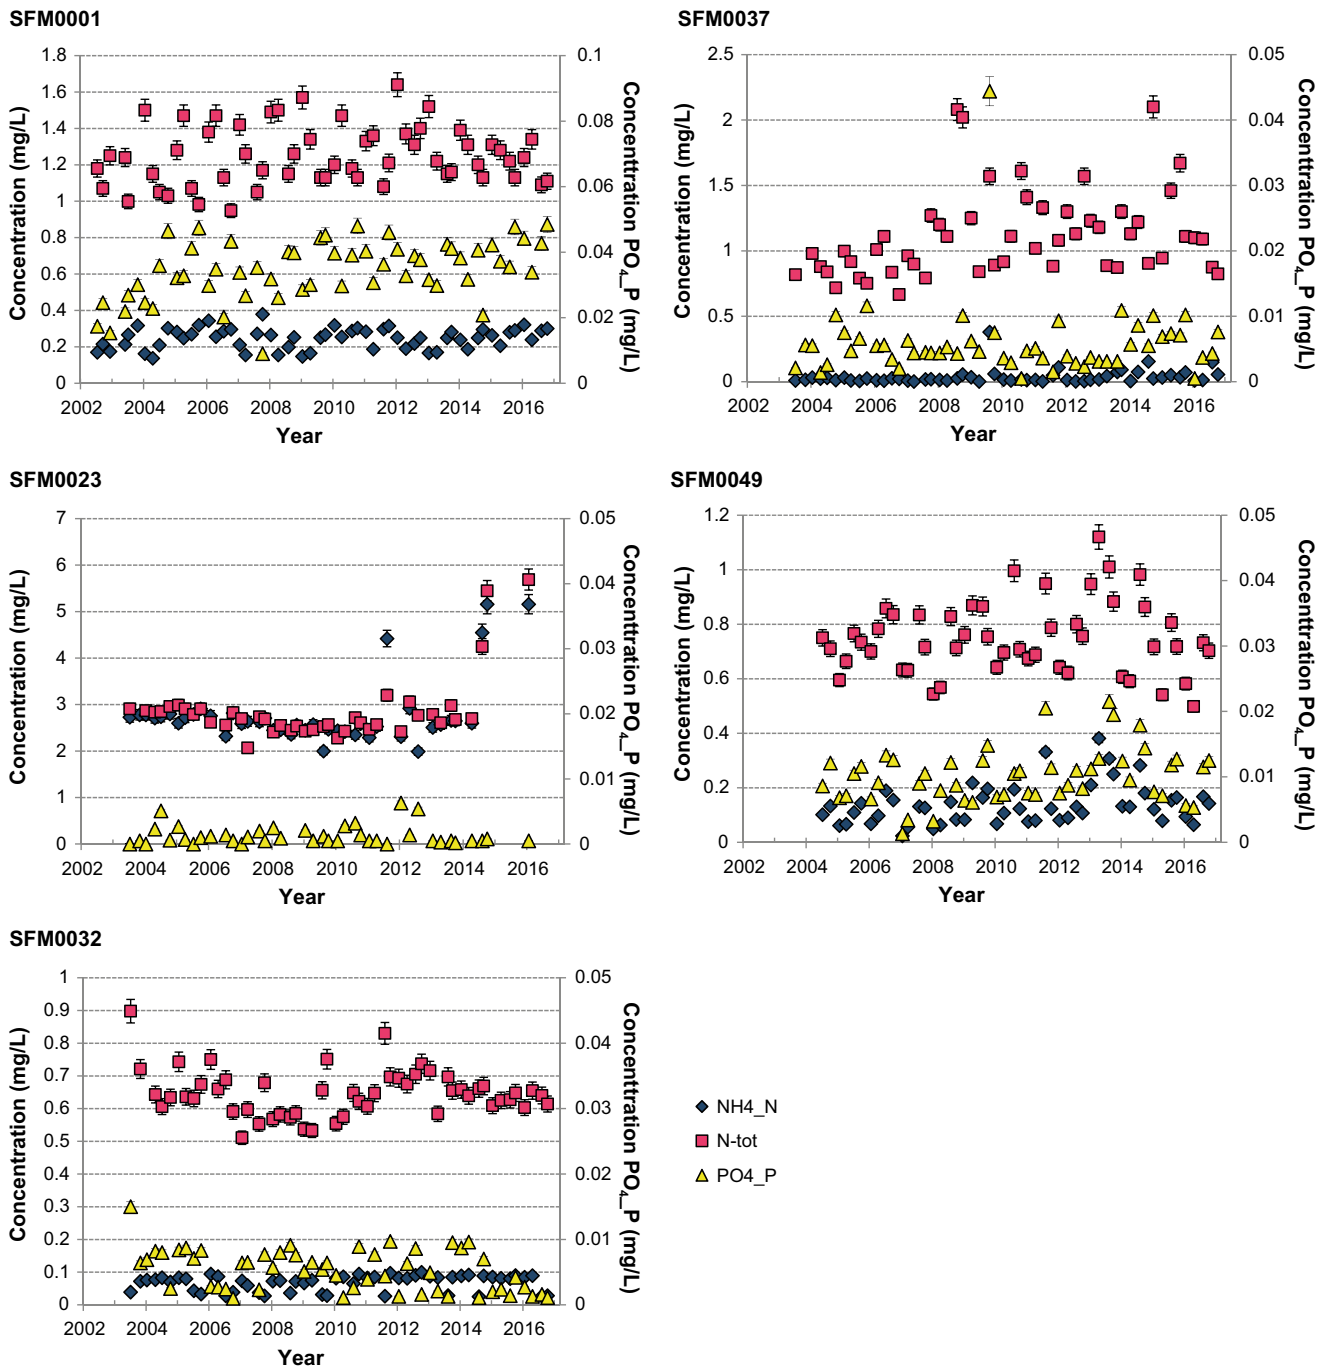 SFM0001
Concentration (mg/L)
1.8
1.6
1.4
1.2
1
0.8
0.6
0.4
0.2
0
0.1
0.08
0.06
0.04
0.02
0
Concenttration PO4_P (mg/L)
2002 2004 2006 2008 2010 2012 2014 2016
Year
SFM0037
Concentration (mg/L)
2.5
2
1.5
1
0.5
0
0.05
0.04
0.03
0.02
0.01
0
Concenttration PO4_P (mg/L)
2002 2004 2006 2008 2010 2012 2014 2016
Year
SFM0023
Concentration (mg/L)
7
6
5
4
3
2
1
0
0.05
0.04
0.03
0.02
0.01
0
Concenttration PO4_P (mg/L)
2002 2004 2006 2008 2010 2012 2014 2016
Year
SFM0049
Concentration (mg/L)
1.2
1
0.8
0.6
0.4
0.2
0
0.05
0.04
0.03
0.02
0.01
0
Concenttration PO4_P (mg/L)
2002 2004 2006 2008 2010 2012 2014 2016
Year
SFM0032
Concentration (mg/L)
1
0.9
0.8
0.7
0.6
0.5
0.4
0.3
0.2
0.1
0
0.05
0.04
0.03
0.02
0.01
0
Concenttration PO4_P (mg/L)
2002 2004 2006 2008 2010 2012 2014 2016
Year
NH4_N
N-tot
PO4_P